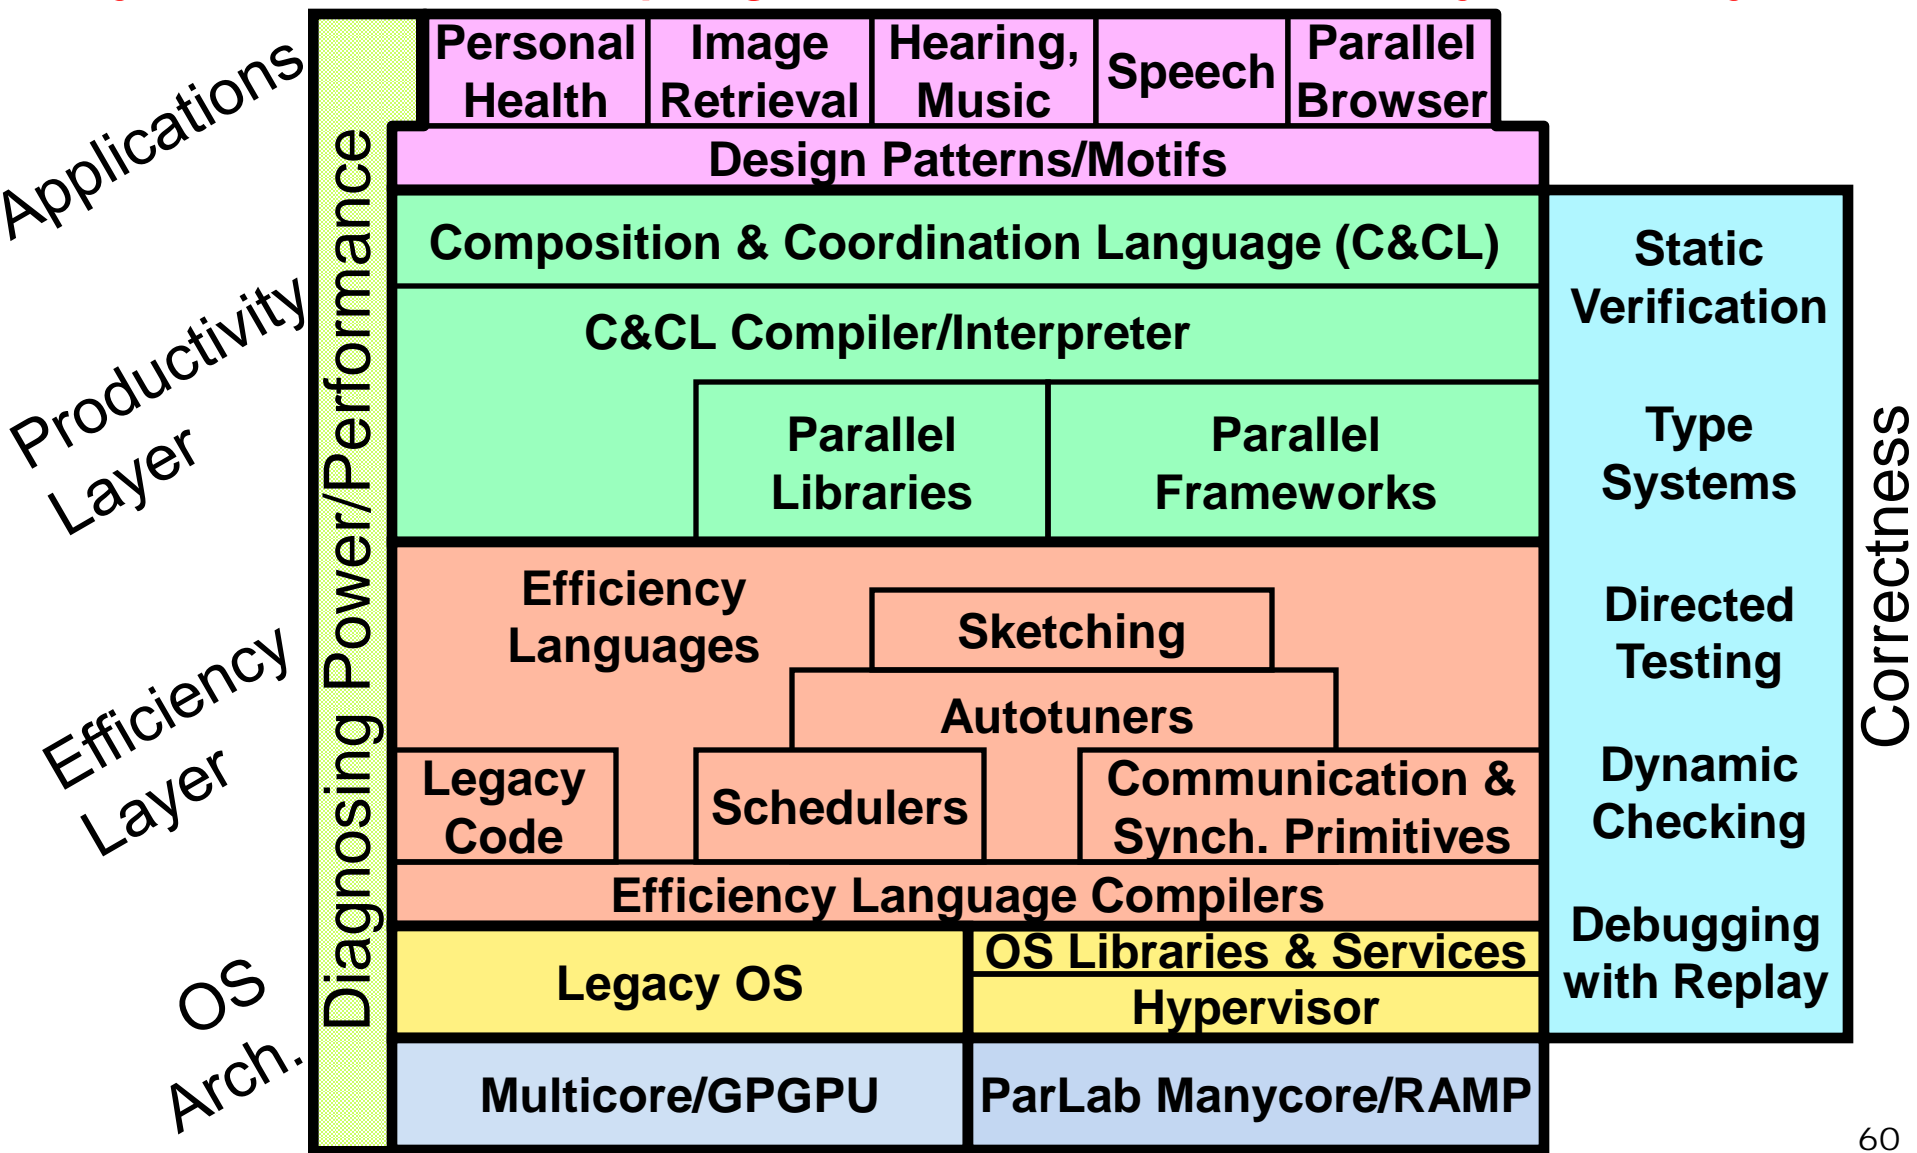 Applications
Productivity
Layer
Efficiency
Layer
OS
Arch.
Diagnosing Power/Performance
Personal
Health
Image
Retrieval
Hearing,
Music
Speech
Parallel
Browser
Design Patterns/Motifs
Composition & Coordination Language (C&CL)
C&CL Compiler/Interpreter
Parallel
Libraries
Parallel
Frameworks
Efficiency
Languages
Sketching
Autotuners
Legacy
Code
Schedulers
Communication &
Synch. Primitives
Efficiency Language Compilers
Legacy OS
OS Libraries & Services
Hypervisor
Multicore/GPGPU
ParLab Manycore/RAMP
Static
Verification
Type
Systems
Directed
Testing
Dynamic
Checking
Debugging
with Replay
Correctness
60